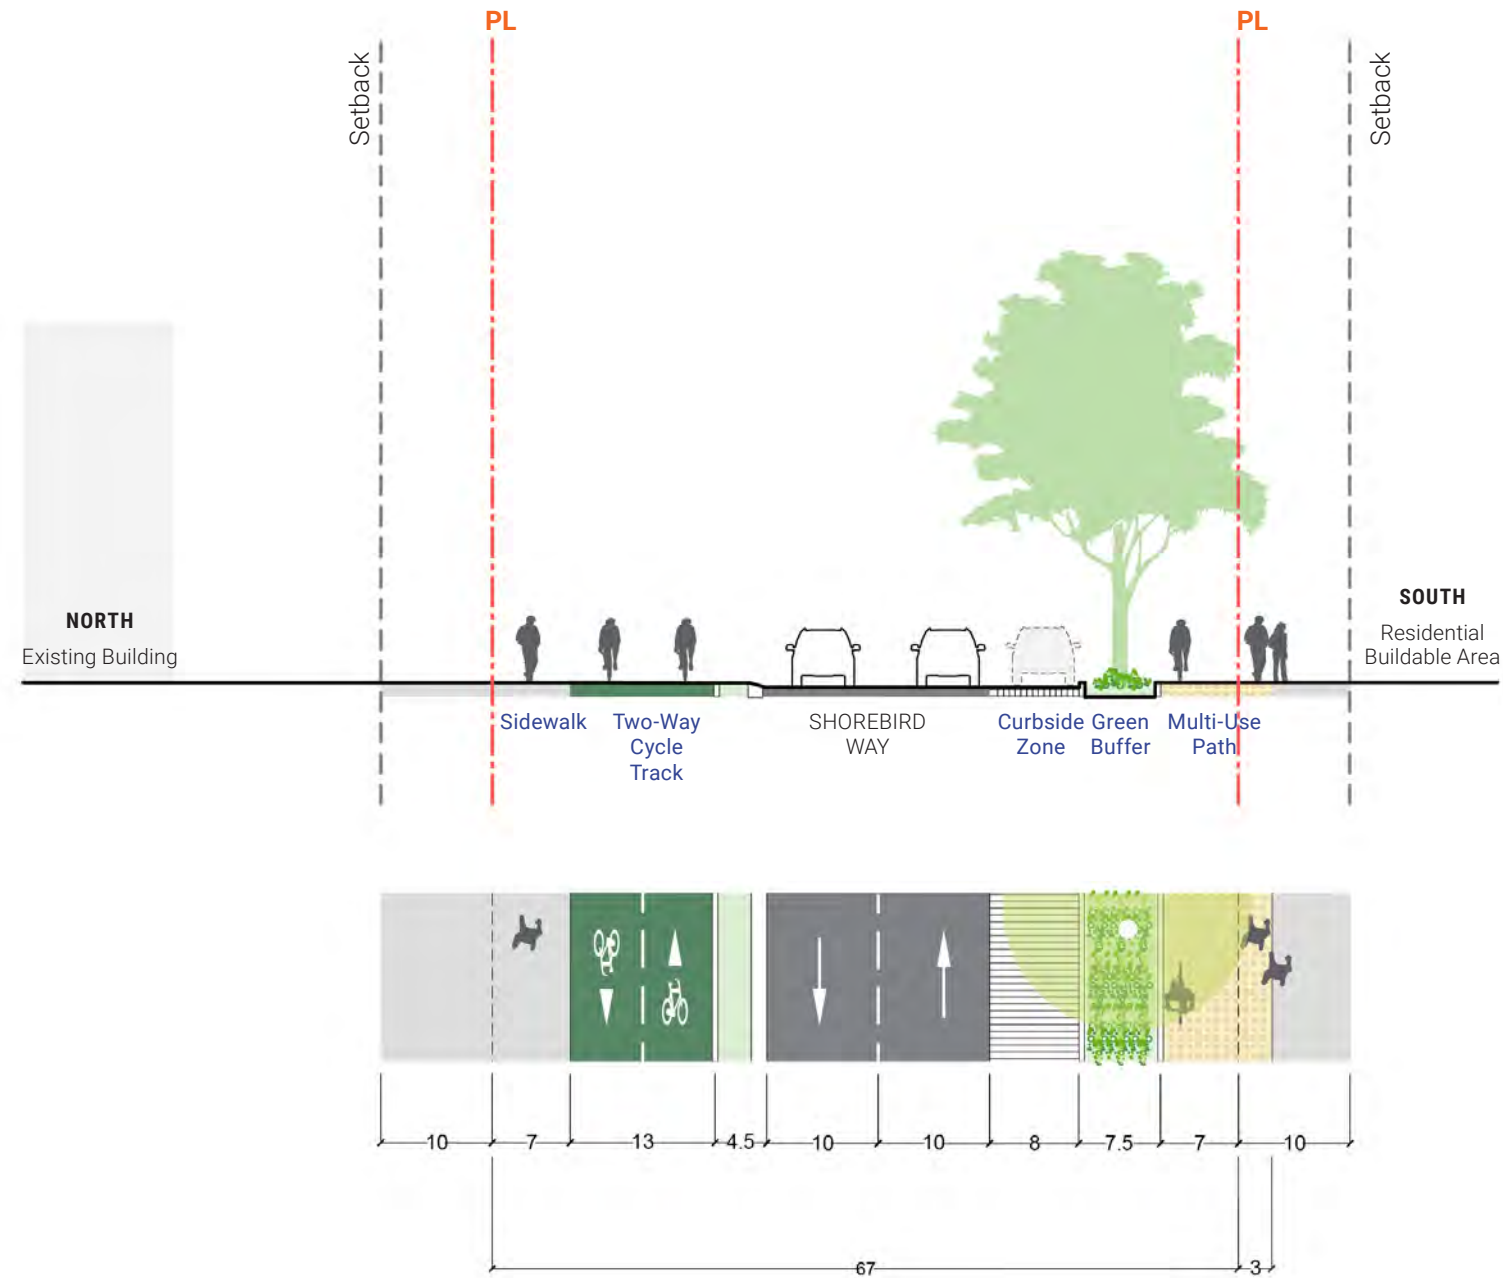 PL
PL
Setback
Setback
NORTH
Existing Building
SOUTH
Residential
Buildable Area
Sidewalk
Two-Way
Cycle
Track
SHOREBIRD
WAY
Curbside
Zone
Green
Buffer
Multi-Use
Path
10 7 13 4.5 10 10 8 7.5 7 10
67 3